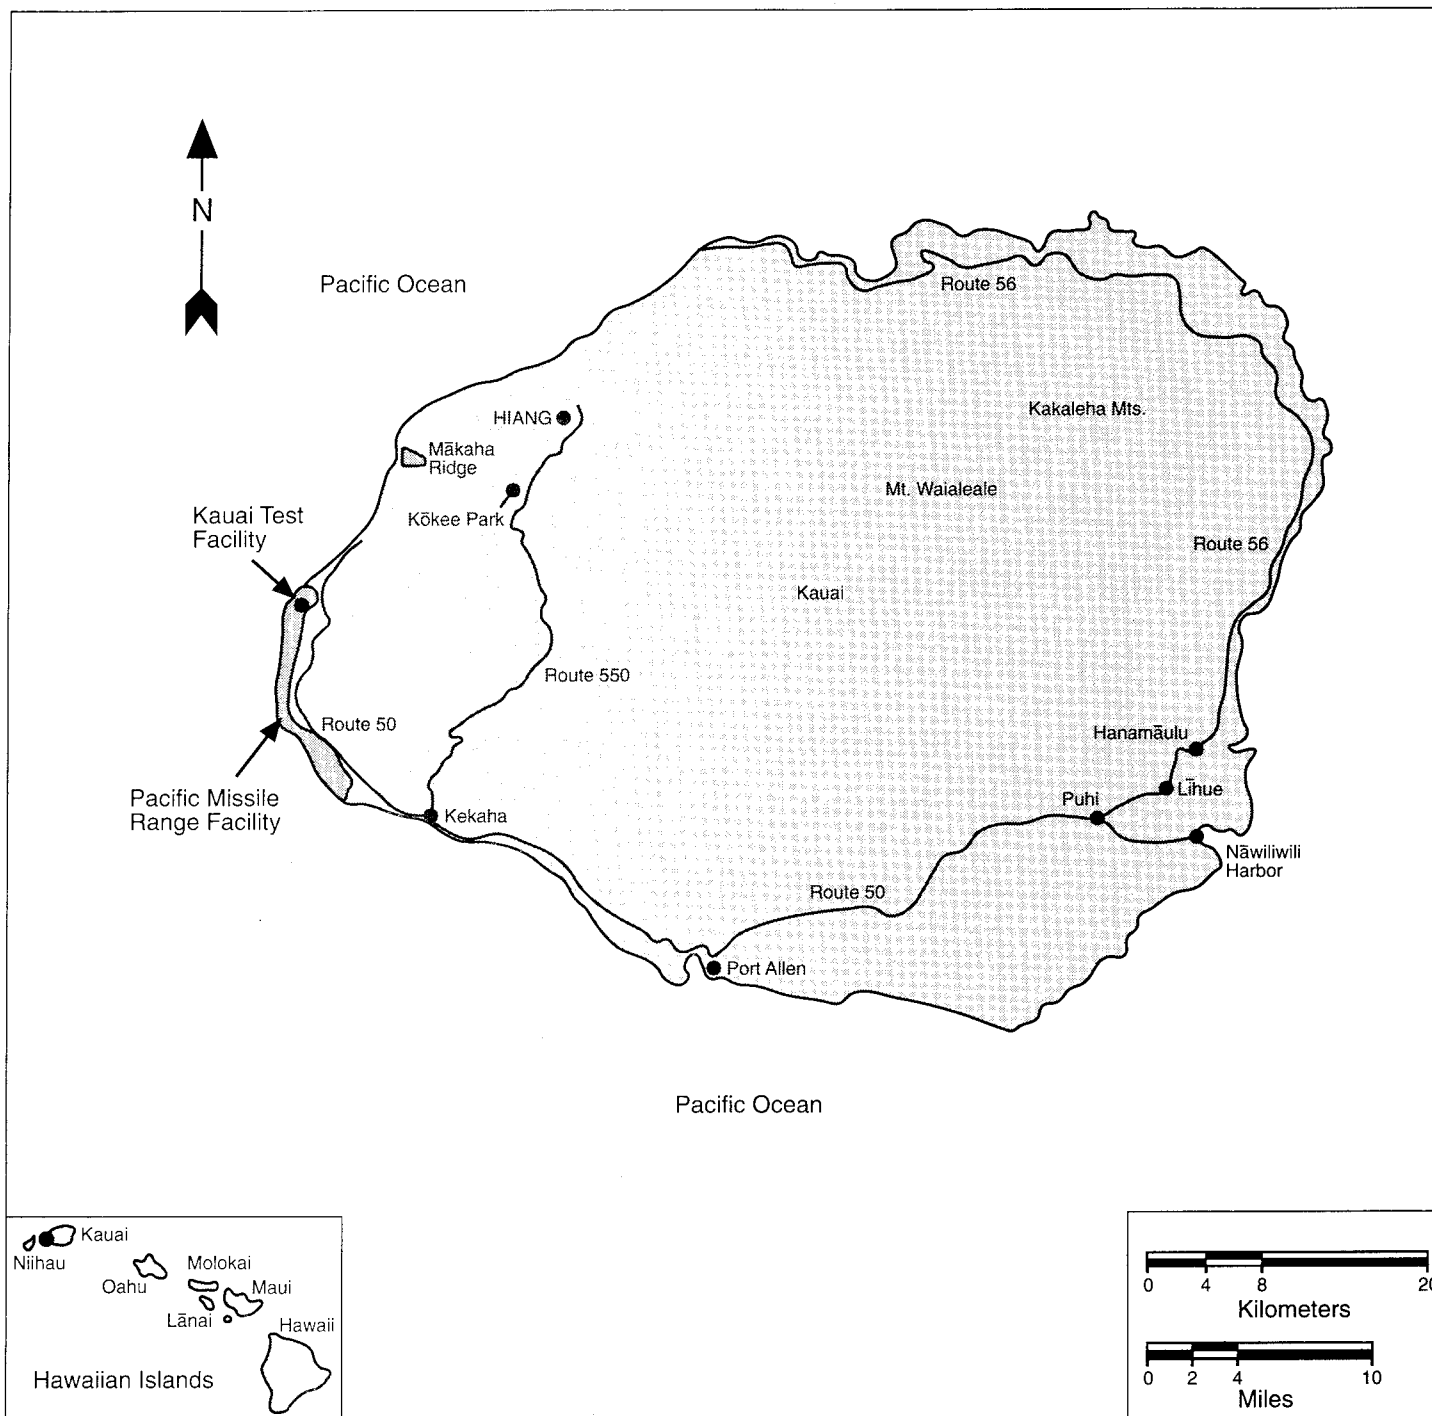 N
Pacific Ocean
Route 56
HIANG
Kakaleha Mts.
Mākaha
Ridge
Mt. Waialeale
Kōkee Park
Kauai Test
Facility
Route 56
Kauai
Route 550
Route 50
Hanamāulu
Līhue
Pacific Missile
Range Facility
Puhi
Kekaha
Nāwiliwili
Harbor
Route 50
Port Allen
Pacific Ocean
Kauai
Niihau
Molokai
Oahu
Maui
Lānai
Hawaii
Hawaiian Islands
0 4 8 20
Kilometers
0 2 4 10
Miles